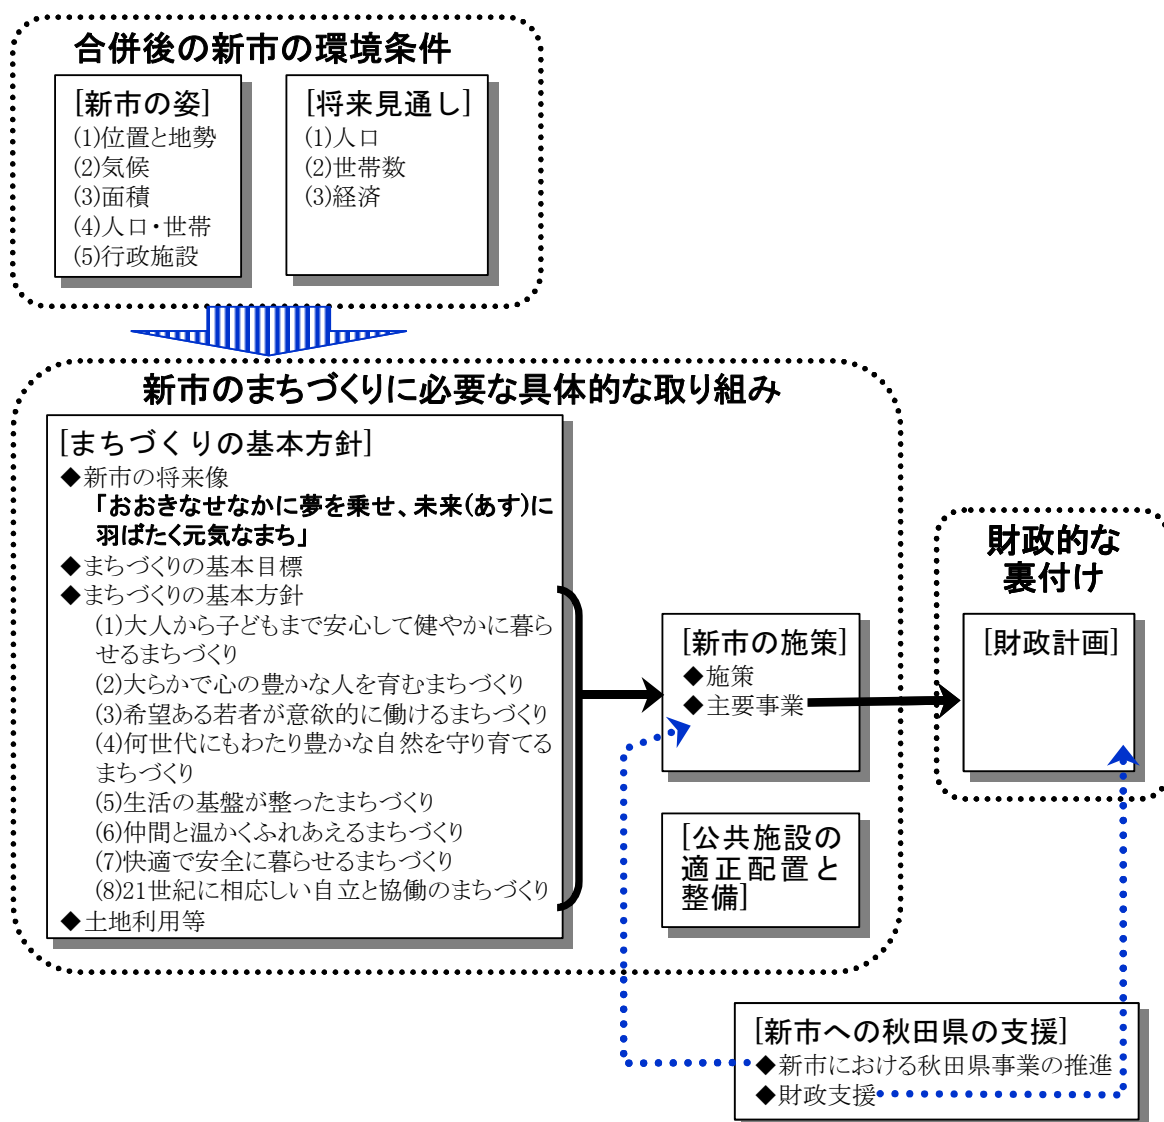 合併後の新市の環境条件
[新市の姿]
(1)位置と地勢
(2)気候
(3)面積
(4)人口・世帯
(5)行政施設
[将来見通し]
(1)人口
(2)世帯数
(3)経済
新市のまちづくりに必要な具体的な取り組み
[まちづくりの基本方針]
◆新市の将来像
「おおきなせなかに夢を乗せ、未来(あす)に
羽ばたく元気なまち」
◆まちづくりの基本目標
◆まちづくりの基本方針
(1)大人から子どもまで安心して健やかに暮ら
せるまちづくり
(2)大らかで心の豊かな人を育むまちづくり
(3)希望ある若者が意欲的に働けるまちづくり
(4)何世代にもわたり豊かな自然を守り育てる
まちづくり
(5)生活の基盤が整ったまちづくり
(6)仲間と温かくふれあえるまちづくり
(7)快適で安全に暮らせるまちづくり
(8)21世紀に相応しい自立と協働のまちづくり
◆土地利用等
[新市の施策]
◆施策
◆主要事業
[公共施設の
適正配置と
整備]
財政的な
裏付け
[財政計画]
[新市への秋田県の支援]
◆新市における秋田県事業の推進
◆財政支援